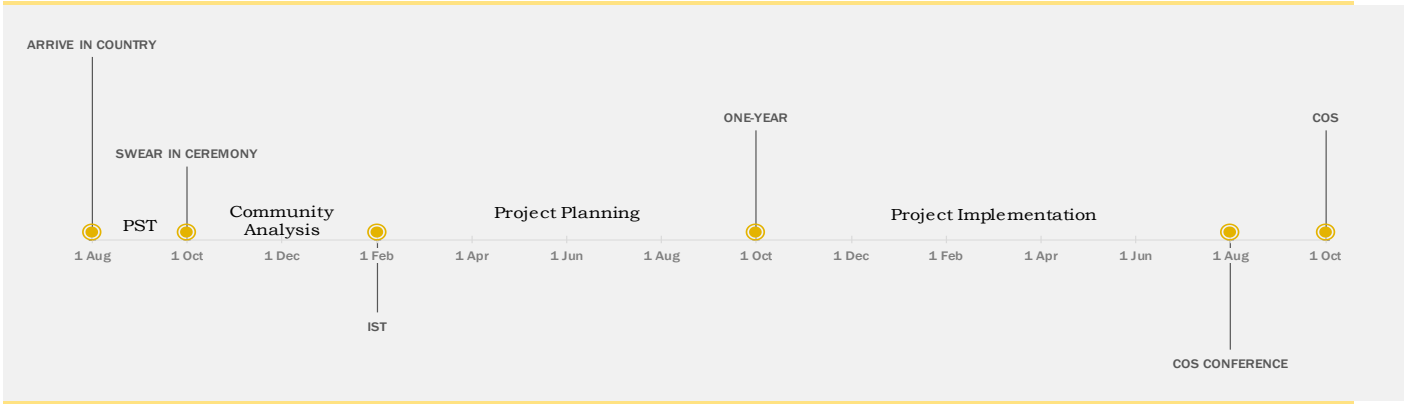 ARRIVE IN COUNTRY
ONE-YEAR
COS
SWEAR IN CEREMONY
PST
Community
Analysis
Project Planning
Project Implementation
1 Aug
1 Oct
1 Dec
1 Feb
1 Apr
1 Jun
1 Aug
1 Oct
1 Dec
1 Feb
1 Apr
1 Jun
1 Aug
1 Oct
IST
COS CONFERENCE